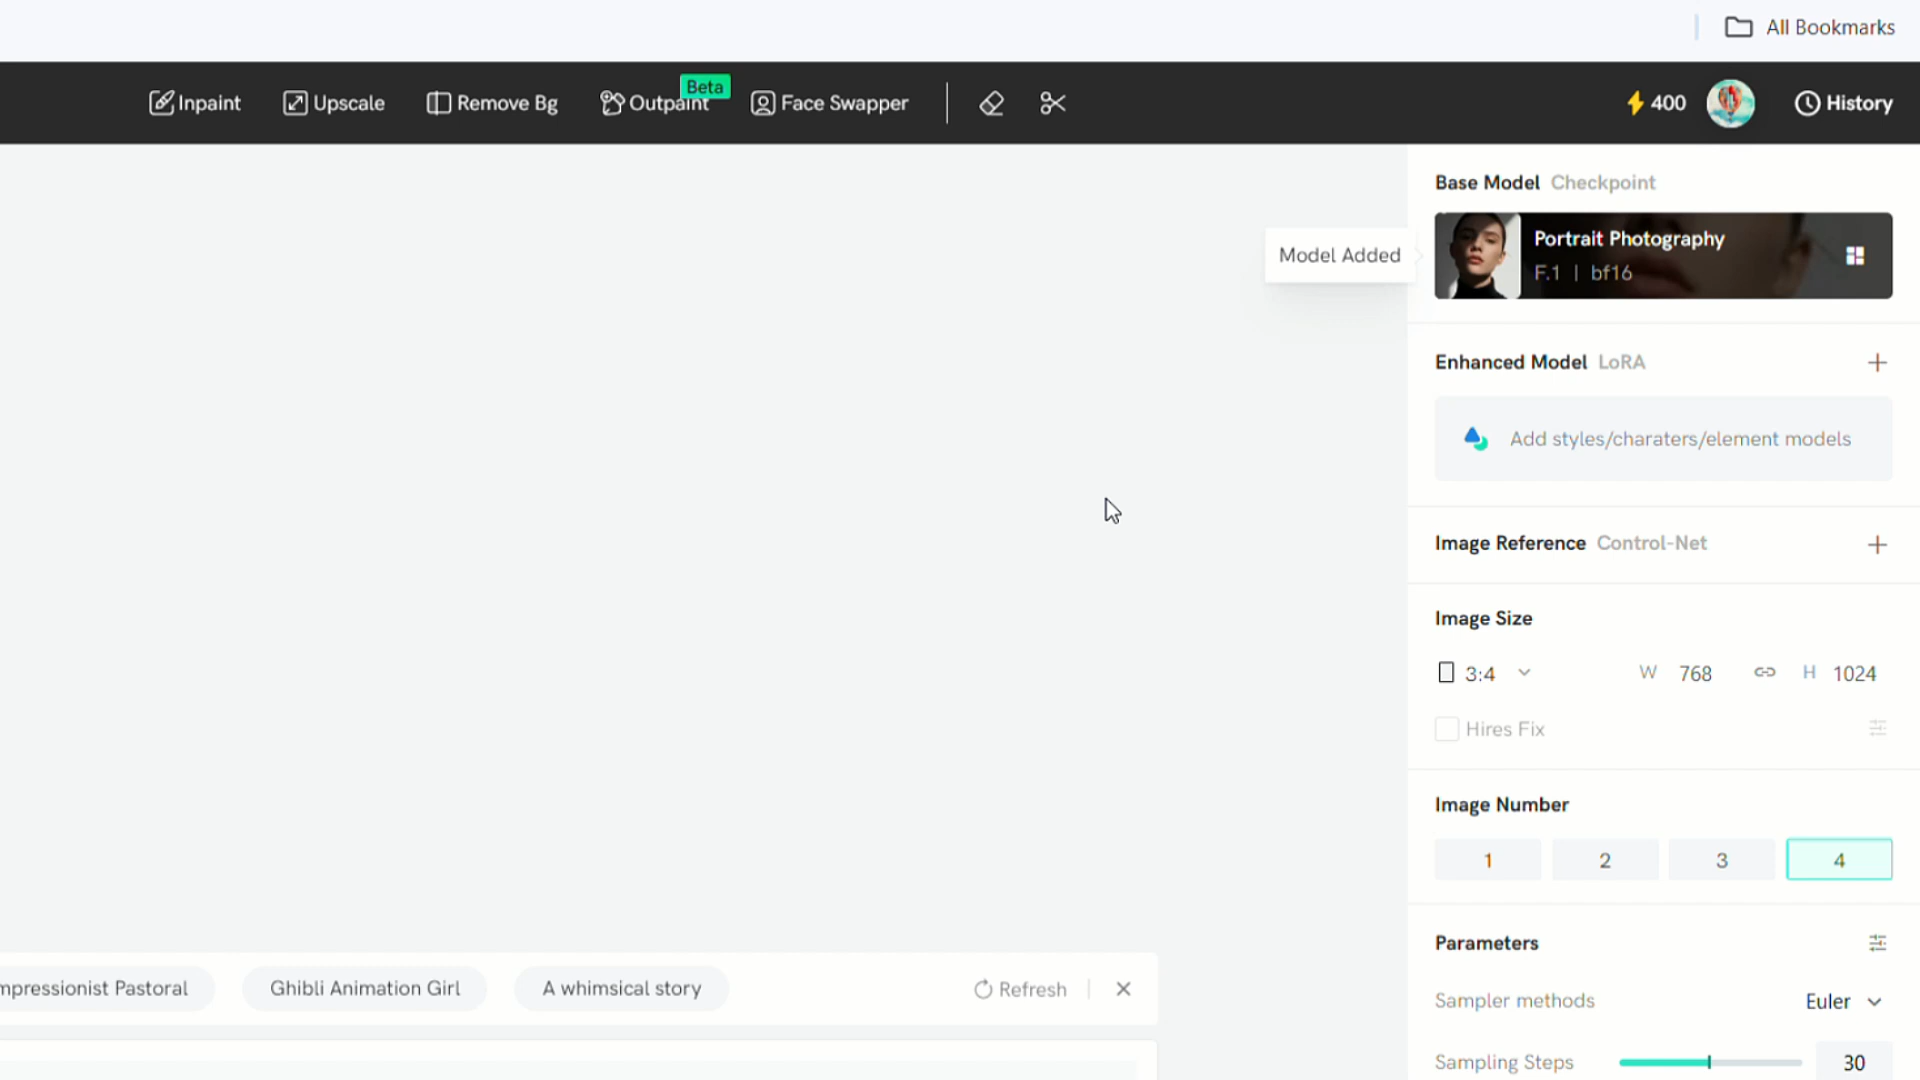 All Bookmarks
Inpaint
Upscale
Remove Bg
Outpaint
Beta
Face Swapper
400
History
Base Model Checkpoint
Model Added
Portrait Photography
F.1 | bf16
Enhanced Model LoRA
Add styles/charaters/element models
Image Reference Control-Net
Image Size
3:4
W 768
H 1024
Hires Fix
Image Number
1 2 3 4
Parameters
mpressionist Pastoral
Ghibli Animation Girl
A whimsical story
Refresh
Sampler methods
Euler
Sampling Steps
30